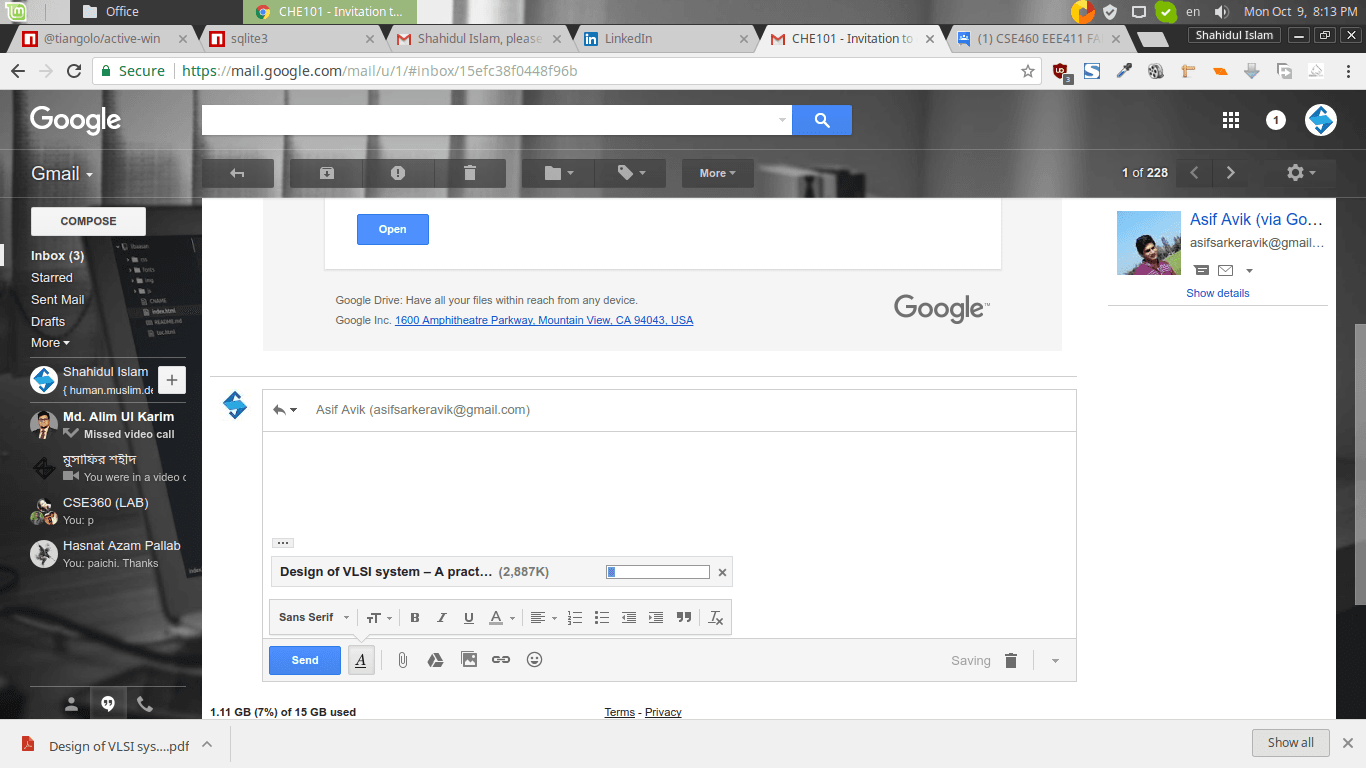 Office
CHE101 - Invitation t...
en
Mon Oct 9, 8:13 PM
@tiangolo/active-win
sqlite3
Shahidul Islam, please
LinkedIn
CHE101 - Invitation to
(1) CSE460 EEE411 FA
Shahidul Islam
Secure
https://mail.google.com/mail/u/1/#inbox/15efc38f0448f96b
3
Google
1
Gmail
More
1 of 228
COMPOSE
Open
Asif Avik (via Go...
asifsarkeravik@gmail...
Show details
Inbox (3)
Starred
Sent Mail
Drafts
More
Google Drive: Have all your files within reach from any device.
Google Inc. 1600 Amphitheatre Parkway, Mountain View, CA 94043, USA
Google™
Shahidul Islam
{ human.muslim.de
Md. Alim Ul Karim
Missed video call
মুসাফির শহীদ
You were in a video c
CSE360 (LAB)
You: p
Hasnat Azam Pallab
You: paichi. Thanks
index.html
README.md
Asif Avik (asifsarkeravik@gmail.com)
Design of VLSI system – A pract... (2,887K)
Sans Serif
Send
Saving
1.11 GB (7%) of 15 GB used
Terms - Privacy
Design of VLSI sys....pdf
Show all